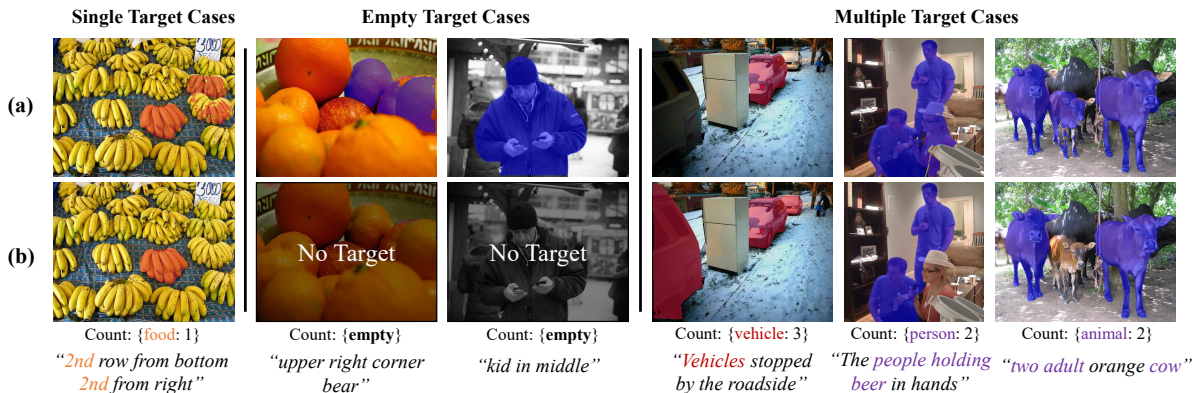 Single Target Cases
Empty Target Cases
Multiple Target Cases
(a)
(b)
No Target
No Target
Count: {food: 1}
Count: {empty}
Count: {empty}
Count: {vehicle: 3}
Count: {person: 2}
Count: {animal: 2}
“2nd row from bottom
2nd from right”
“upper right corner
bear”
“kid in middle”
“Vehicles stopped
by the roadside”
“The people holding
beer in hands”
“two adult orange cow”